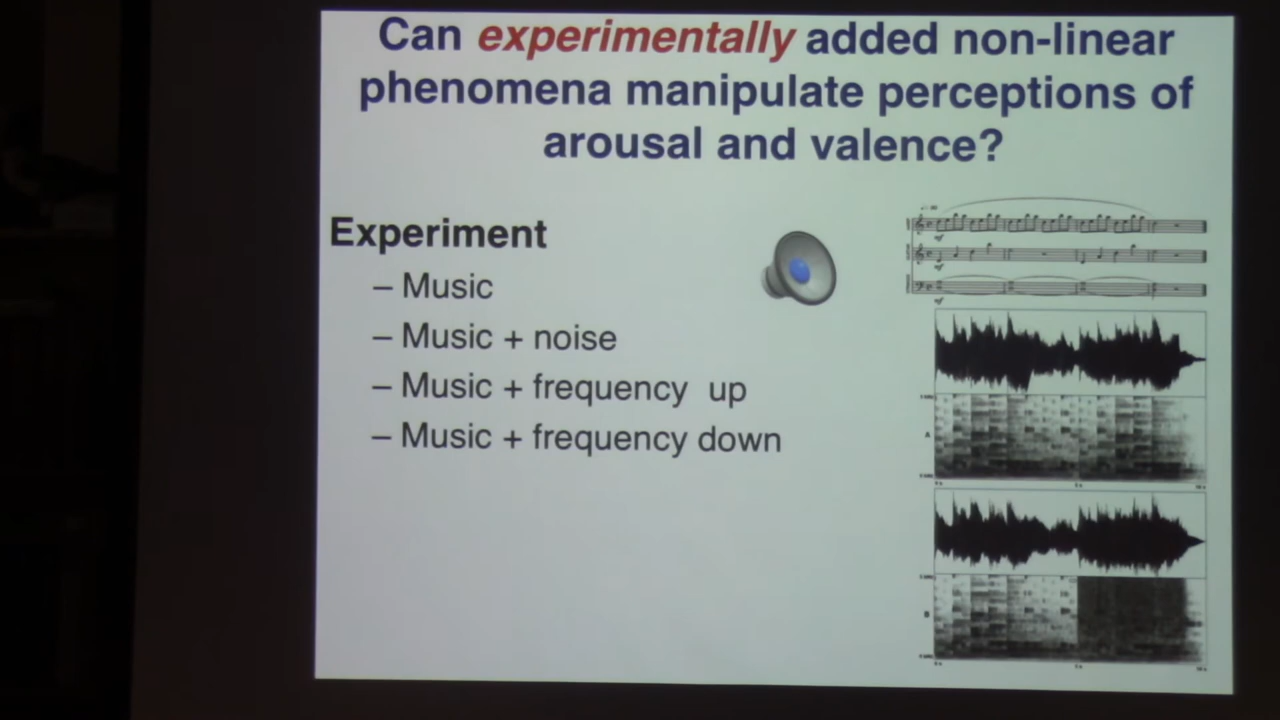 Can experimentally added non-linear
phenomena manipulate perceptions of
arousal and valence?
Experiment
– Music
– Music + noise
– Music + frequency up
– Music + frequency down